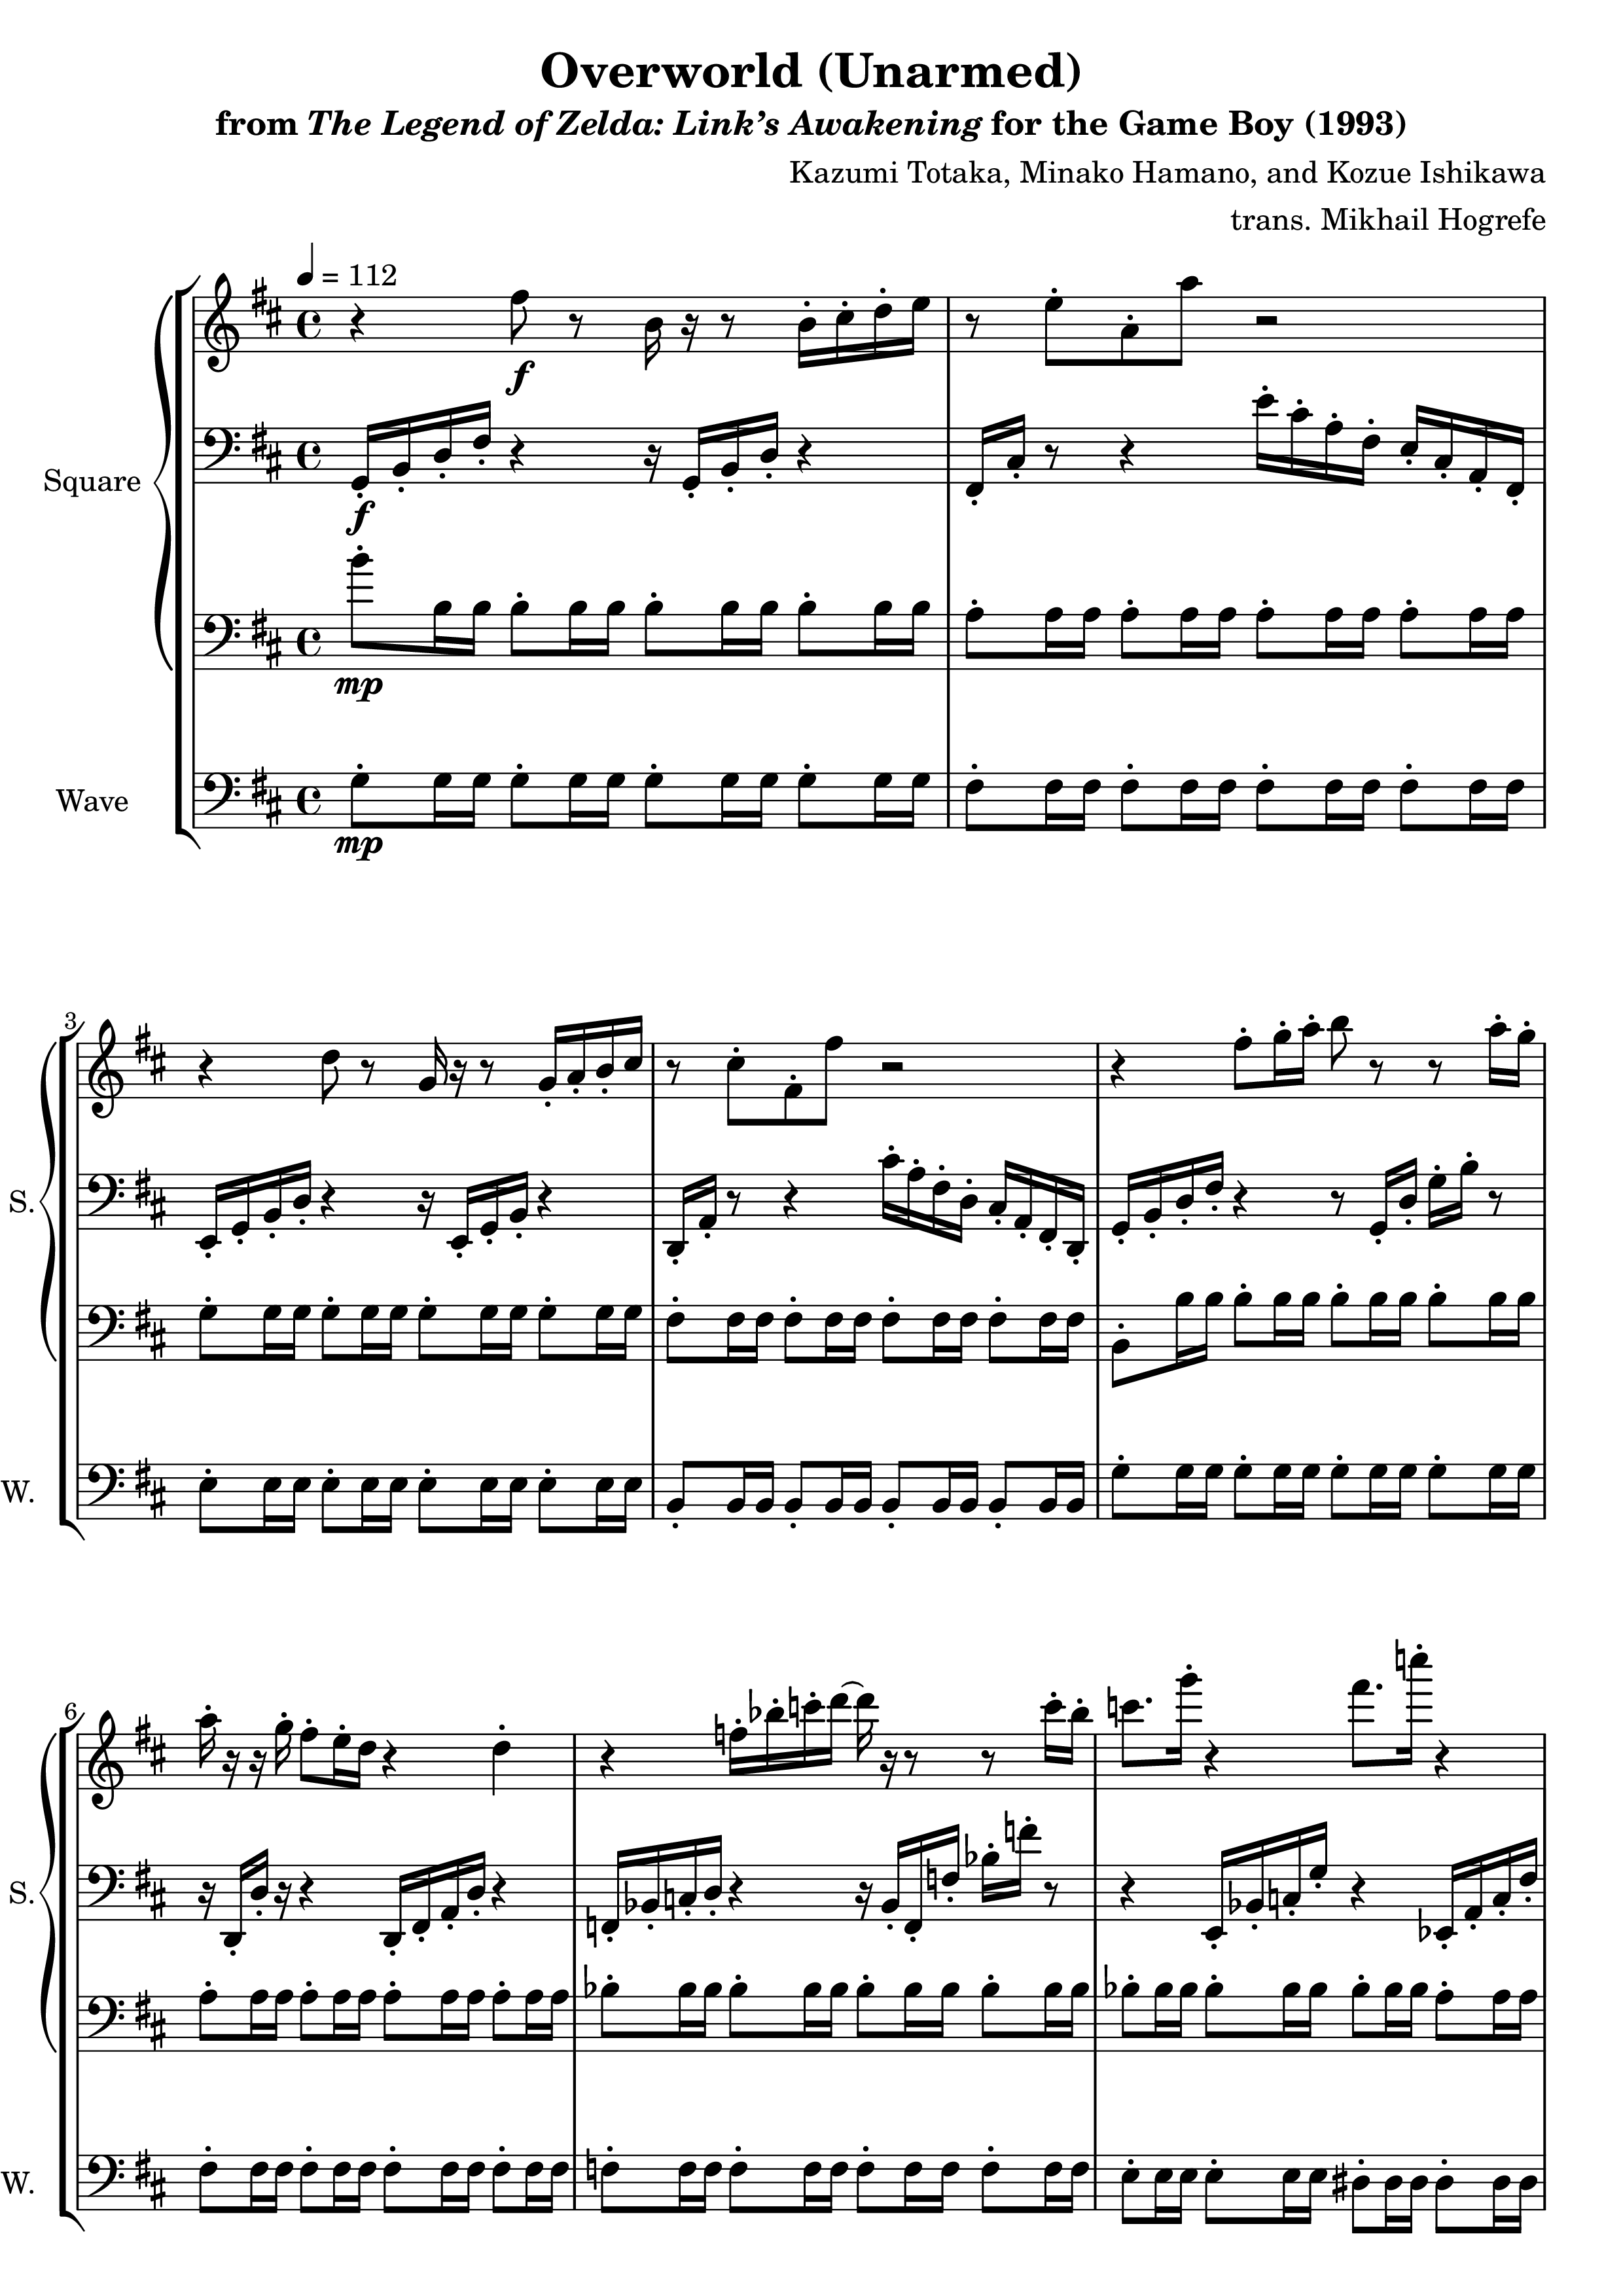 Overworld (Unarmed)
from The Legend of Zelda: Link’s Awakening for the Game Boy (1993)
Kazumi Totaka, Minako Hamano, and Kozue Ishikawa
trans. Mikhail Hogrefe
= 112
f
Square
f
mp
Wave
mp
3
S.
W.
6
S.
W.